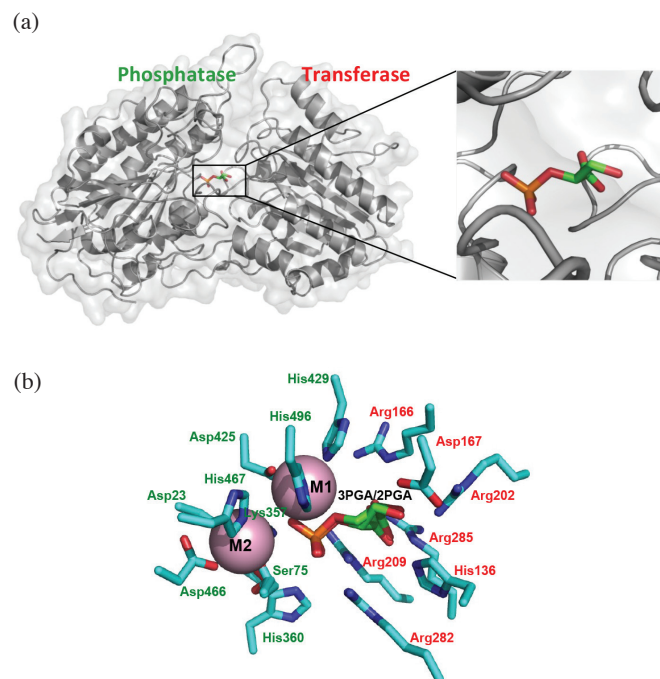 (a)
Phosphatase
Transferase
(b)
His429
His496
Arg166
Asp425
Asp167
His467
M1
3PGA/2PGA
Asp23
Lys357
Arg202
M2
Arg285
Ser75
Arg209
His136
Asp466
His360
Arg282